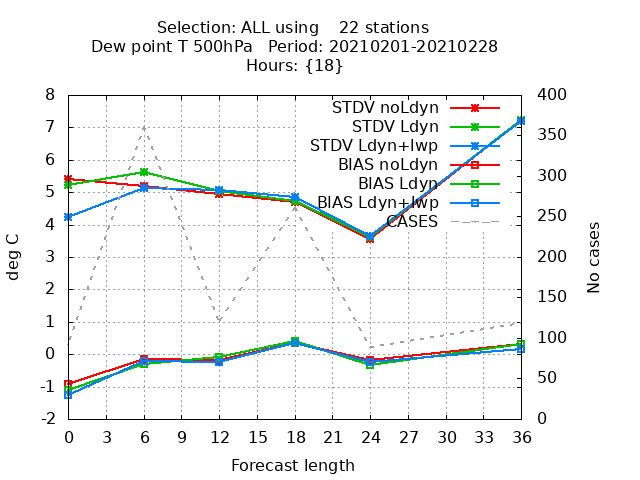 Selection: ALL using    22 stations
Dew point T 500hPa   Period: 20210201-20210228
Hours: {18}
STDV noLdyn
STDV Ldyn
STDV Ldyn+lwp
BIAS noLdyn
BIAS Ldyn
BIAS Ldyn+lwp
CASES
deg C
8
7
6
5
4
3
2
1
0
-1
-2
400
350
300
250
200
150
100
50
0
No cases
0 3 6 9 12 15 18 21 24 27 30 33 36
Forecast length